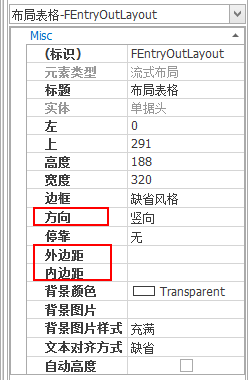 布局表格-FEntryOutLayout
Misc
(标识) FEntryOutLayout
元素类型 流式布局
标题 布局表格
实体 单据头
左 0
上 291
高度 188
宽度 320
边框 缺省风格
方向 竖向
停靠 无
外边距
内边距
背景颜色 Transparent
背景图片
背景图片样式 充满
文本对齐方式 缺省
自动高度